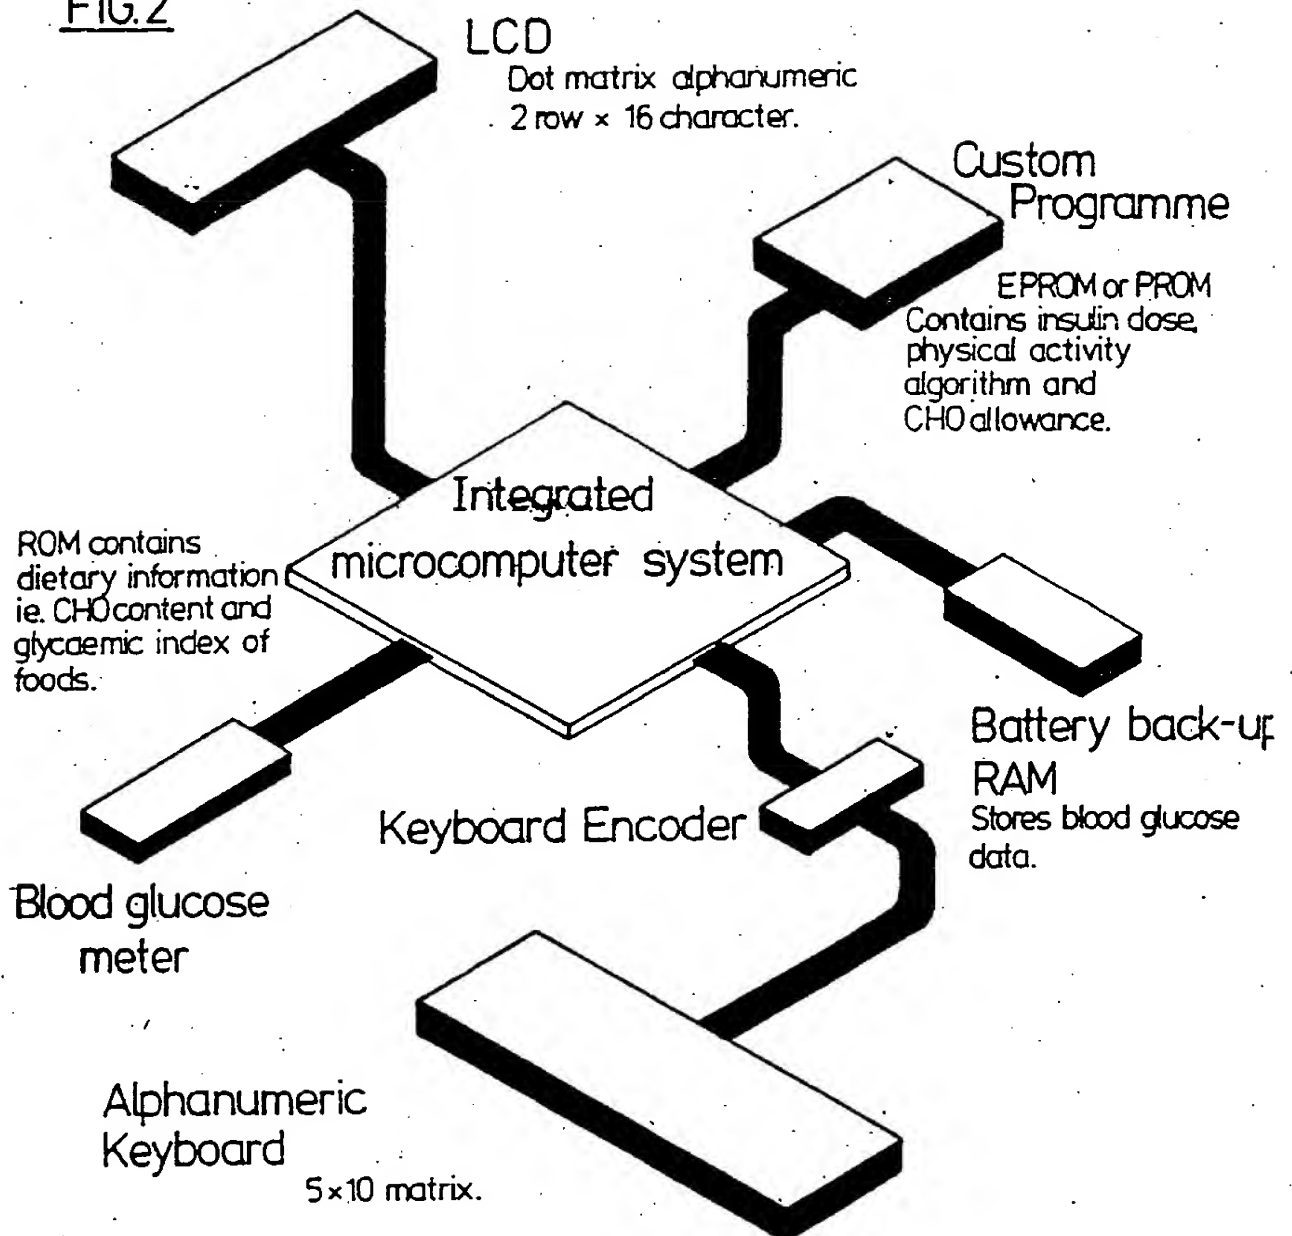 FIG.2
LCD
Dot matrix alphanumeric
2 row × 16 character.
Custom
Programme
EPROM or PROM
Contains insulin dose,
physical activity
algorithm and
CHO allowance.
Integrated
microcomputer system
ROM contains
dietary information
ie. CHO content and
glycaemic index of
foods.
Battery back-up
RAM
Stores blood glucose
data.
Keyboard Encoder
Blood glucose
meter
Alphanumeric
Keyboard
5×10 matrix.